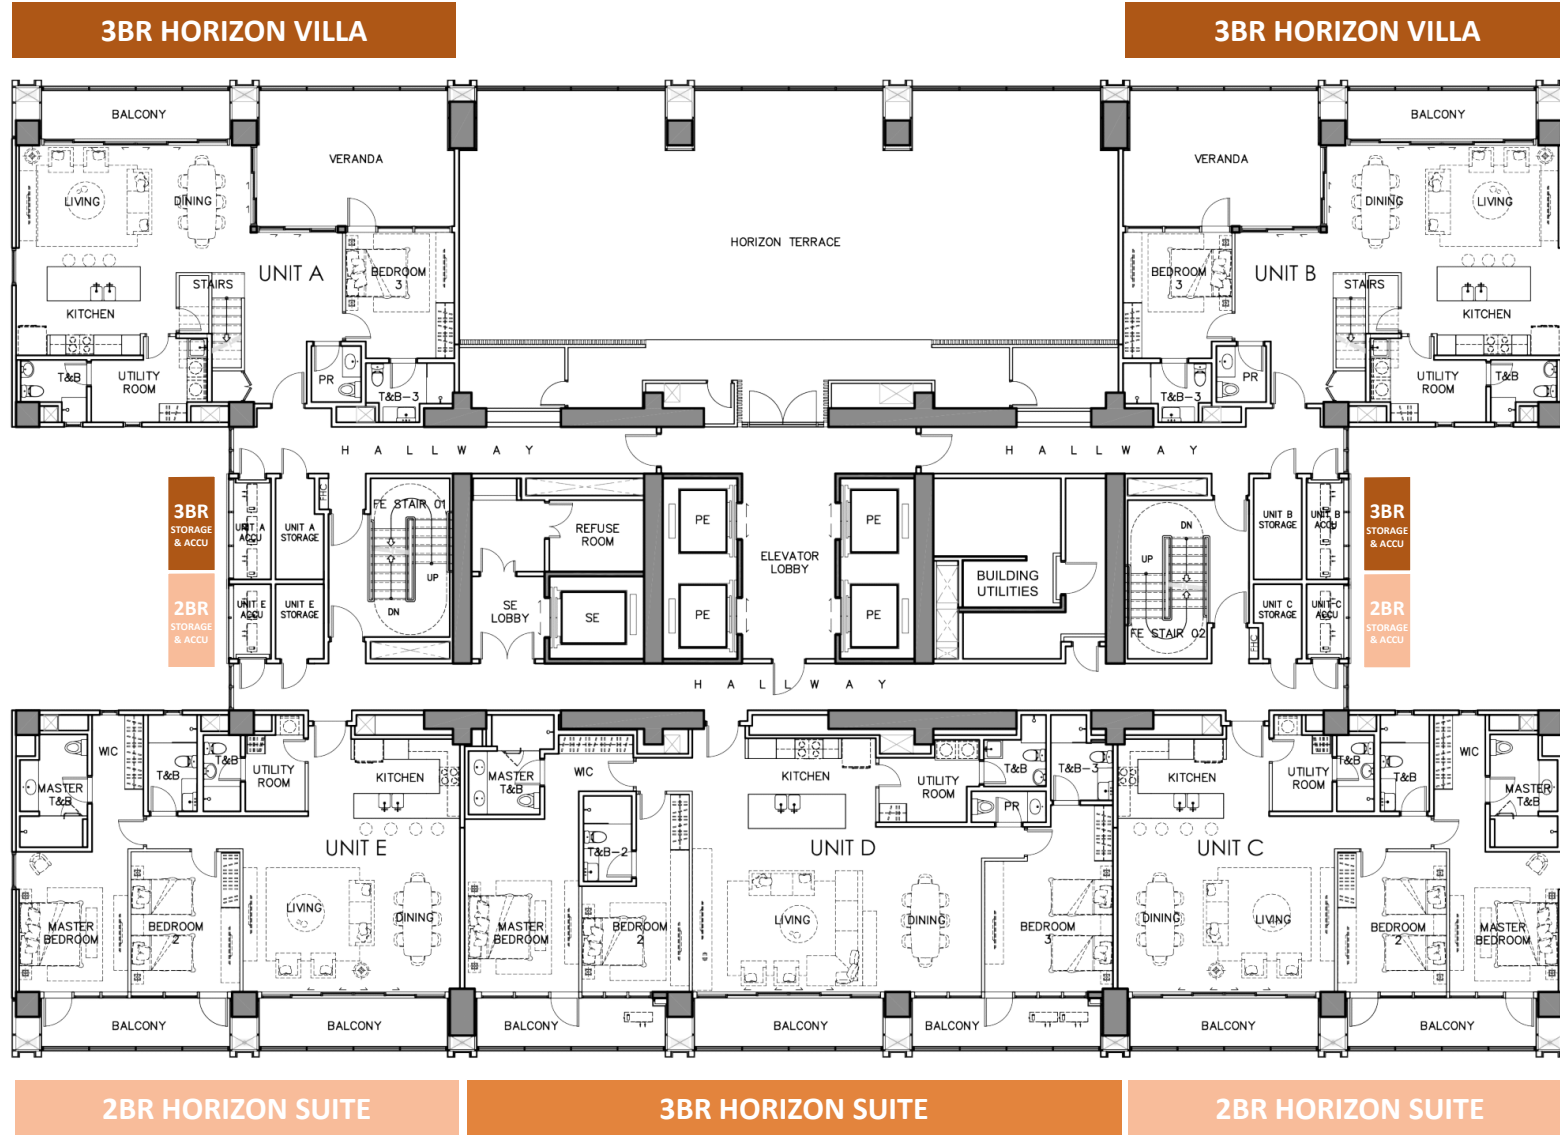 3BR HORIZON VILLA
3BR HORIZON VILLA
BALCONY
VERANDA
LIVING
DINING
HORIZON TERRACE
UNIT A
BEDROOM
3
STAIRS
KITCHEN
T&B
UTILITY
ROOM
PR
T&B-3
VERANDA
BALCONY
DINING
LIVING
BEDROOM
3
UNIT B
STAIRS
KITCHEN
T&B-3
PR
UTILITY
ROOM
T&B
HALLWAY
HALLWAY
3BR
STORAGE
& ACCU
2BR
STORAGE
& ACCU
UNIT A
ACCU
UNIT A
STORAGE
FHC
UNIT E
ACCU
UNIT E
STORAGE
FE STAIR 01
UP
DN
REFUSE
ROOM
SE
LOBBY
SE
PE
PE
ELEVATOR
LOBBY
PE
PE
BUILDING
UTILITIES
DN
UP
FE STAIR 02
UNIT B
STORAGE
UNIT B
ACCU
UNIT C
STORAGE
UNIT C
ACCU
FHC
3BR
STORAGE
& ACCU
2BR
STORAGE
& ACCU
HALLWAY
WIC
MASTER
T&B
T&B
T&B
UTILITY
ROOM
KITCHEN
UNIT E
MASTER
BEDROOM
BEDROOM
2
LIVING
DINING
BALCONY
BALCONY
MASTER
T&B
WIC
T&B-2
MASTER
BEDROOM
BEDROOM
2
KITCHEN
UTILITY
ROOM
T&B
PR
T&B-3
UNIT D
LIVING
DINING
BEDROOM
3
BALCONY
BALCONY
BALCONY
KITCHEN
UTILITY
ROOM
T&B
T&B
WIC
MASTER
T&B
UNIT C
DINING
LIVING
BEDROOM
2
MASTER
BEDROOM
BALCONY
BALCONY
2BR HORIZON SUITE
3BR HORIZON SUITE
2BR HORIZON SUITE